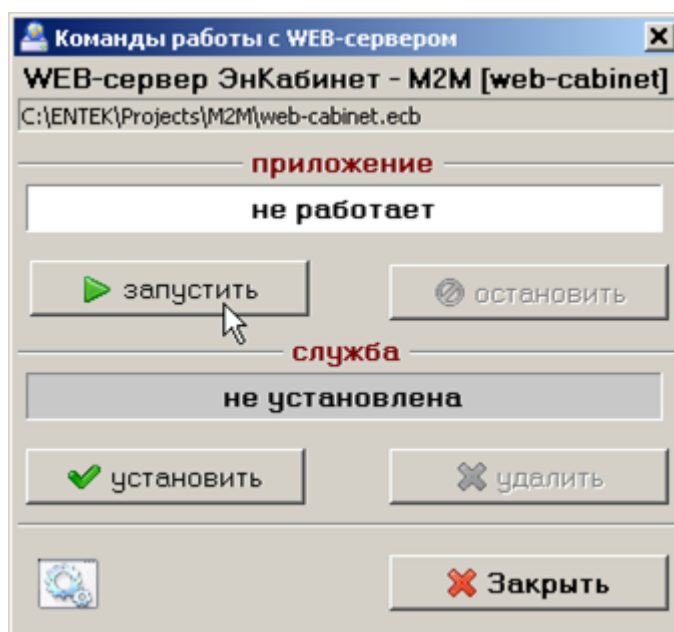 Команды работы с WEB-сервером
WEB-сервер ЭнКабинет - M2M [web-cabinet]
C:\ENTEK\Projects\M2M\web-cabinet.ecb
приложение
не работает
запустить
остановить
служба
не установлена
установить
удалить
Закрыть